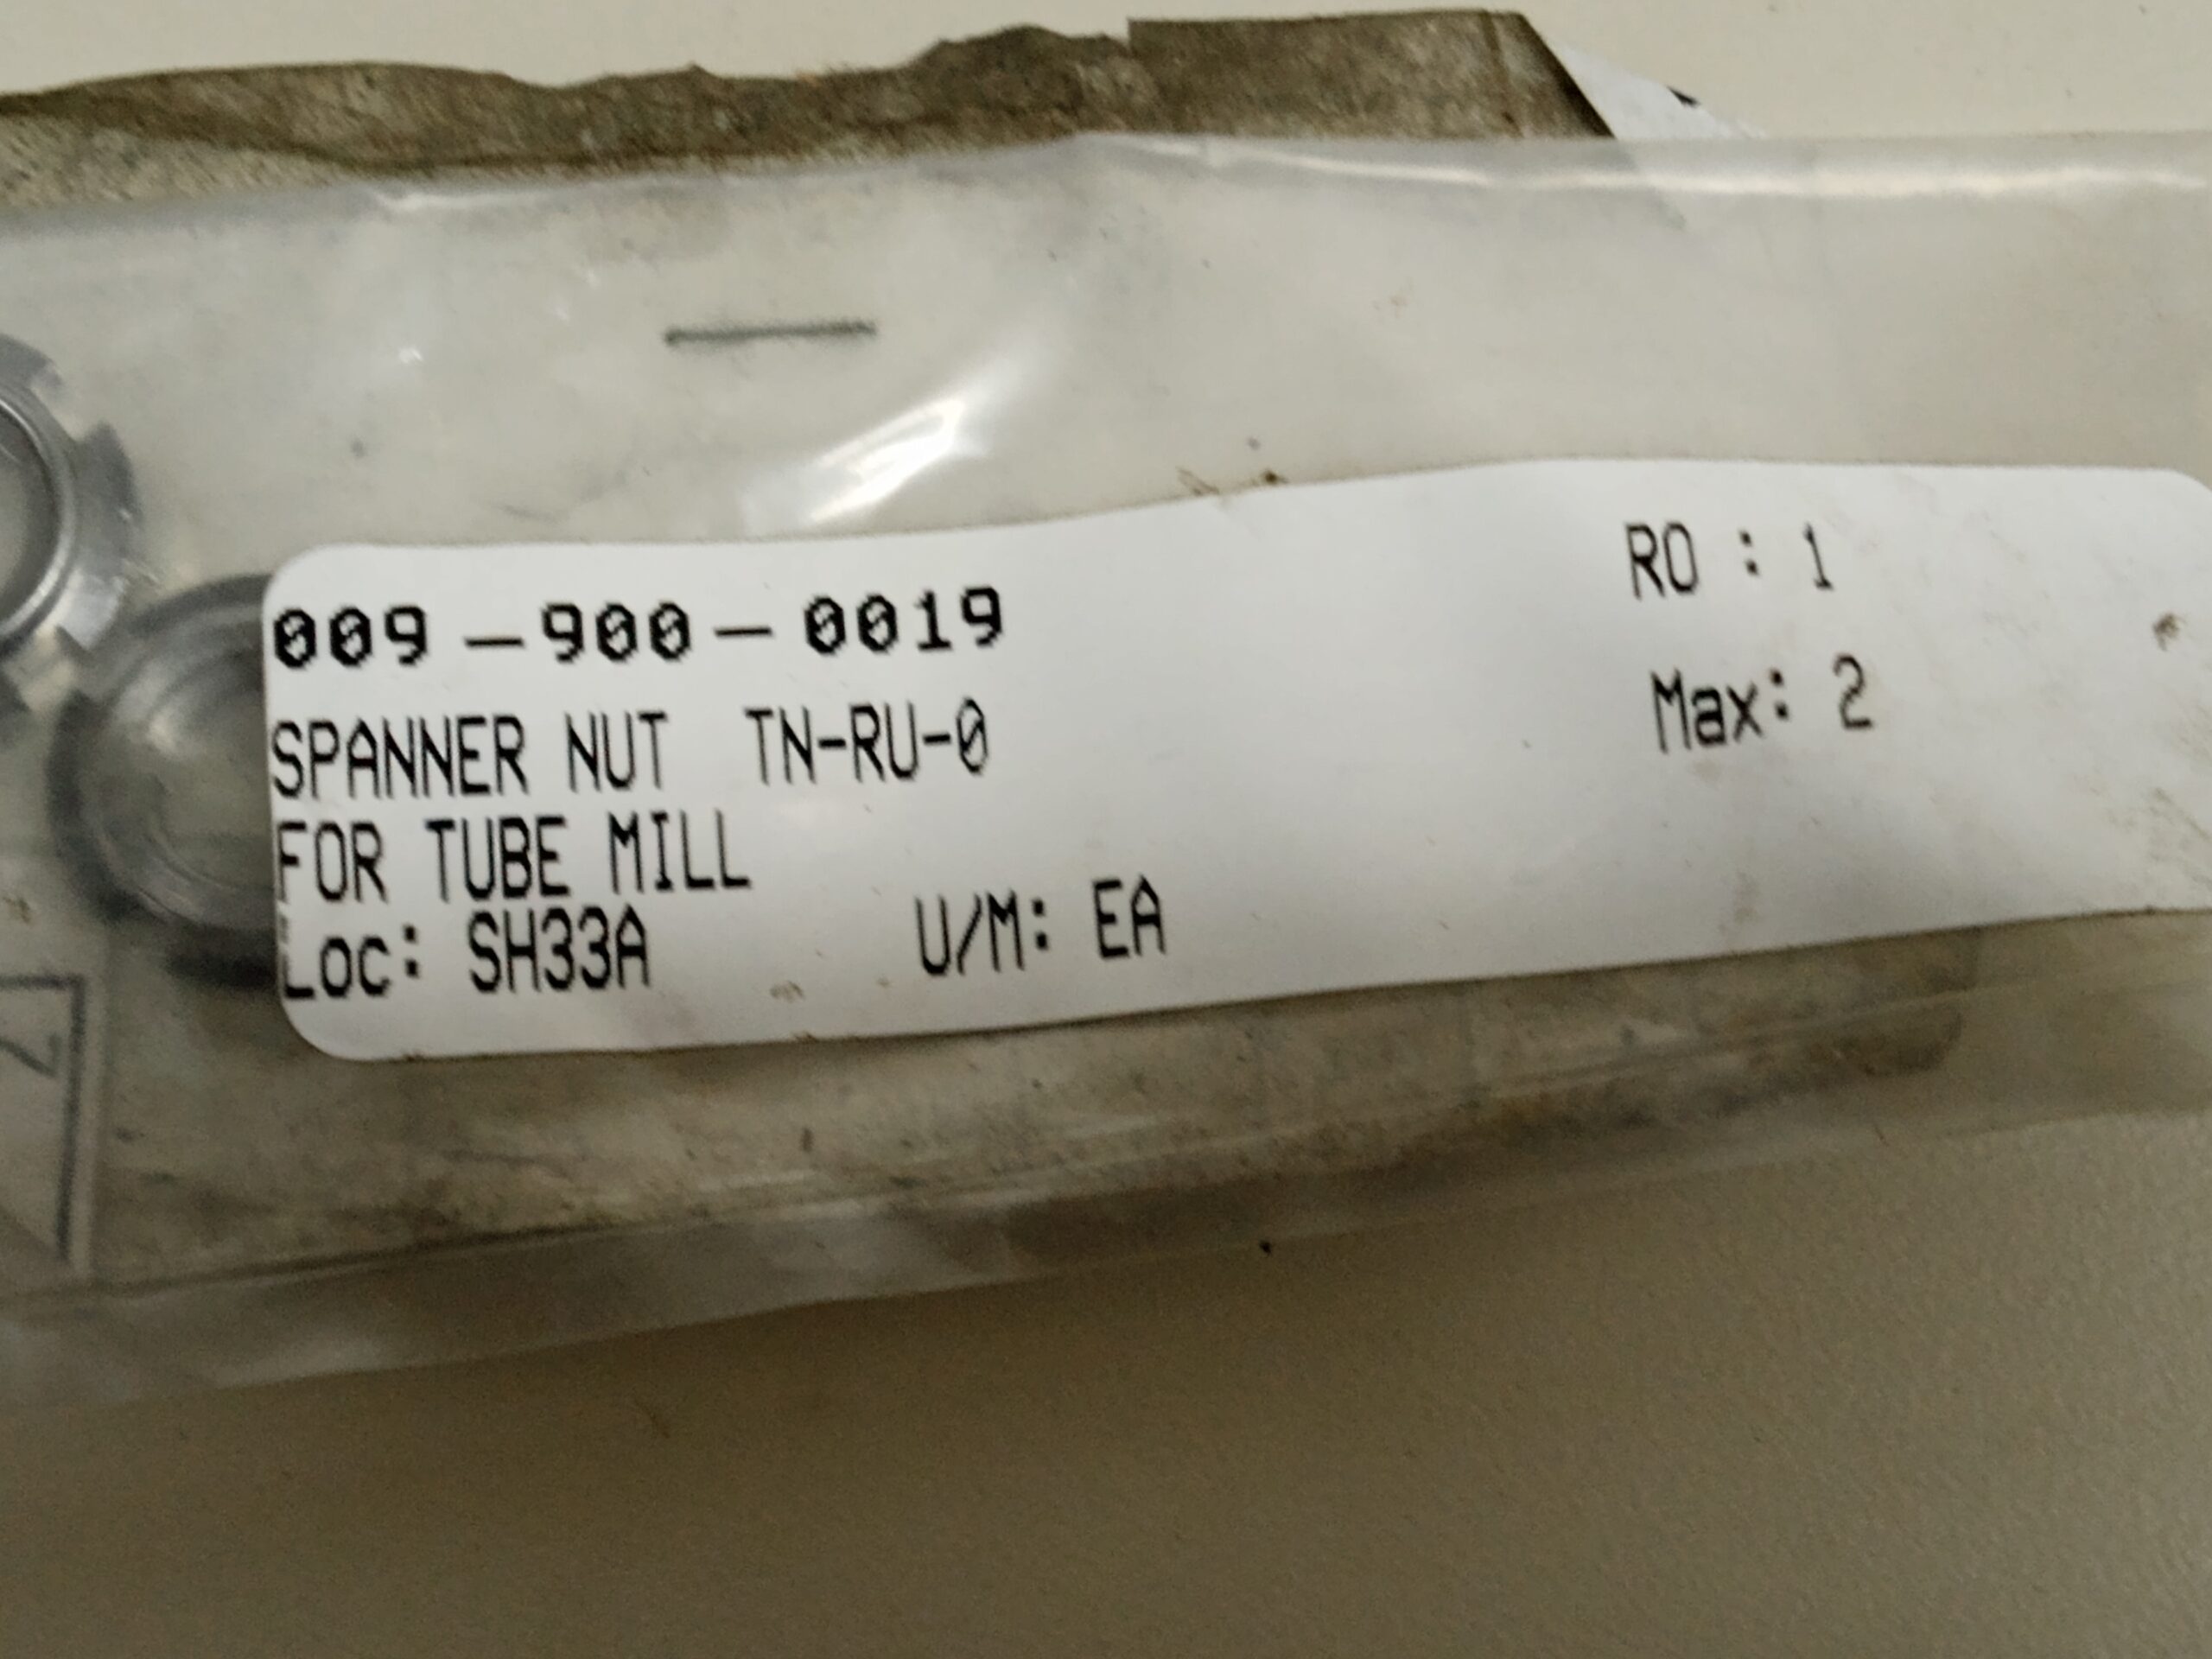 009-900-0019
RO : 1
SPANNER NUT TN-RU-0
Max: 2
FOR TUBE MILL
Loc: SH33A U/M: EA